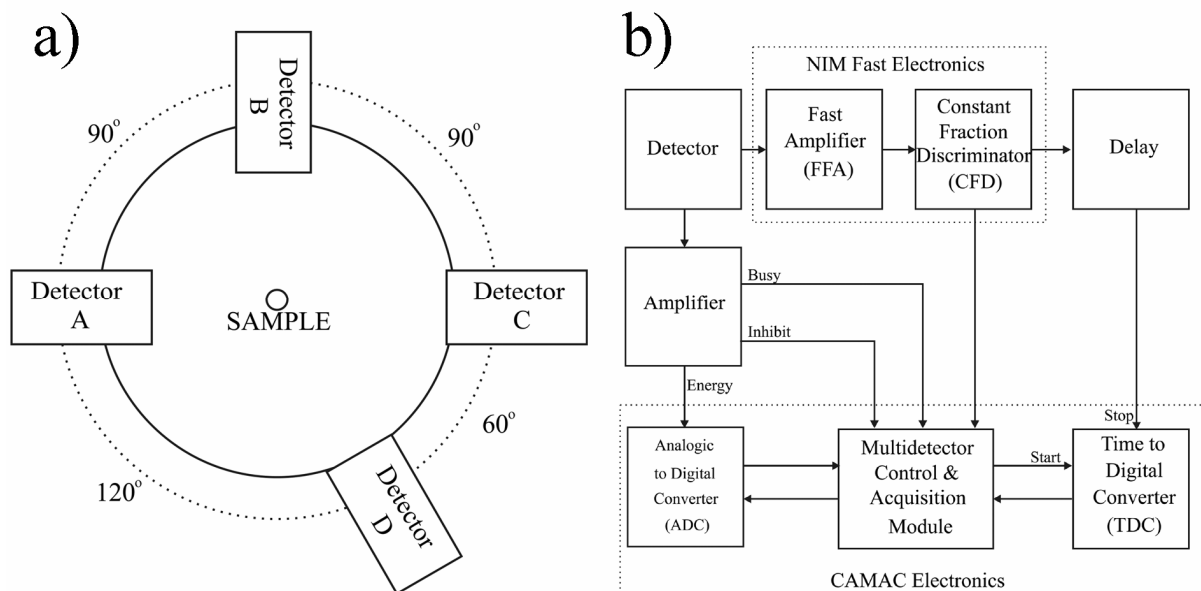 a)
Detector
B
90°
90°
Detector
A
SAMPLE
Detector
C
120°
60°
Detector
D
b)
NIM Fast Electronics
Detector
Fast
Amplifier
(FFA)
Constant
Fraction
Discriminator
(CFD)
Delay
Amplifier
Busy
Inhibit
Energy
Stop
Analogic
to Digital
Converter
(ADC)
Multidetector
Control &
Acquisition
Module
Start
Time to
Digital
Converter
(TDC)
CAMAC Electronics